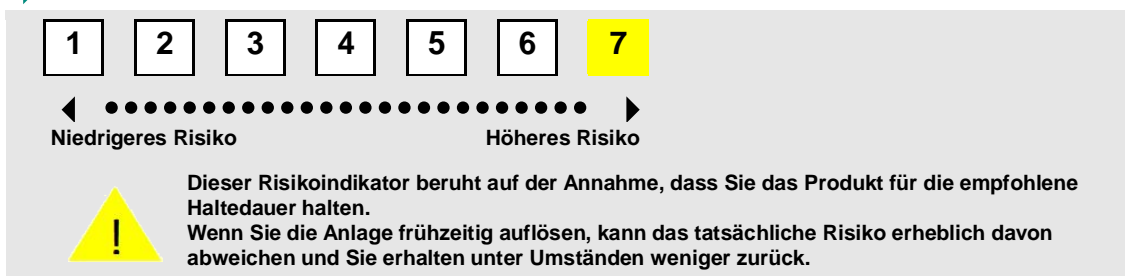 1 2 3 4 5 6 7
Niedrigeres Risiko Höheres Risiko
Dieser Risikoindikator beruht auf der Annahme, dass Sie das Produkt für die empfohlene
Haltedauer halten.
! Wenn Sie die Anlage frühzeitig auflösen, kann das tatsächliche Risiko erheblich davon
abweichen und Sie erhalten unter Umständen weniger zurück.